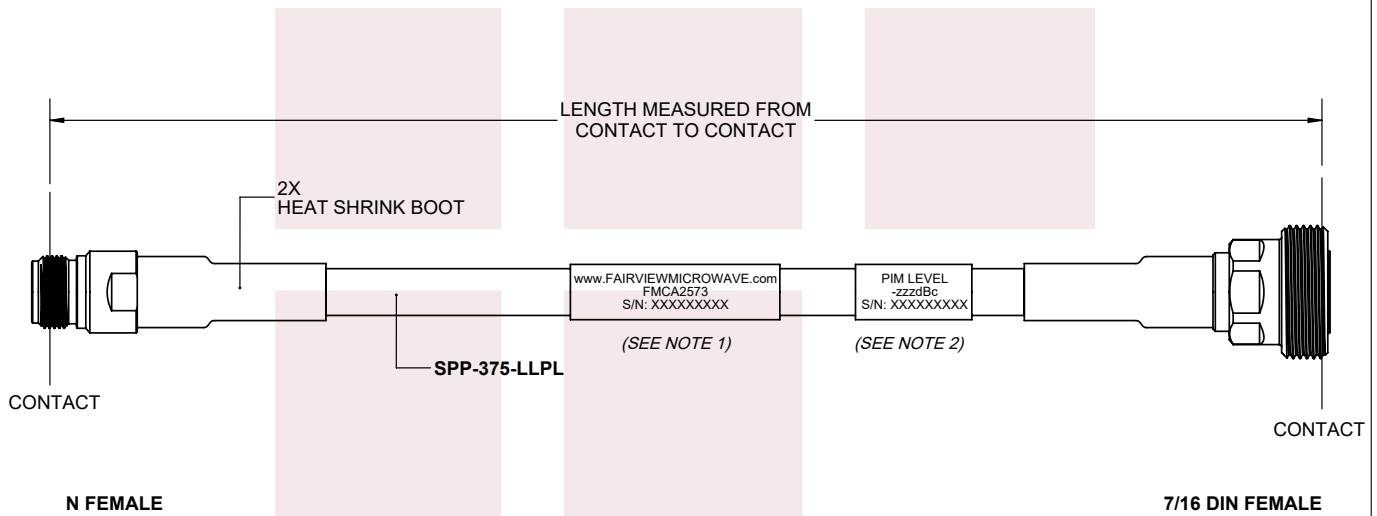 LENGTH MEASURED FROM
CONTACT TO CONTACT
2X
HEAT SHRINK BOOT
www.FAIRVIEWMICROWAVE.com
FMCA2573
S/N: XXXXXXXXX
PIM LEVEL
-zzzdBc
S/N: XXXXXXXXX
(SEE NOTE 1)
(SEE NOTE 2)
SPP-375-LLPL
CONTACT
CONTACT
N FEMALE
7/16 DIN FEMALE